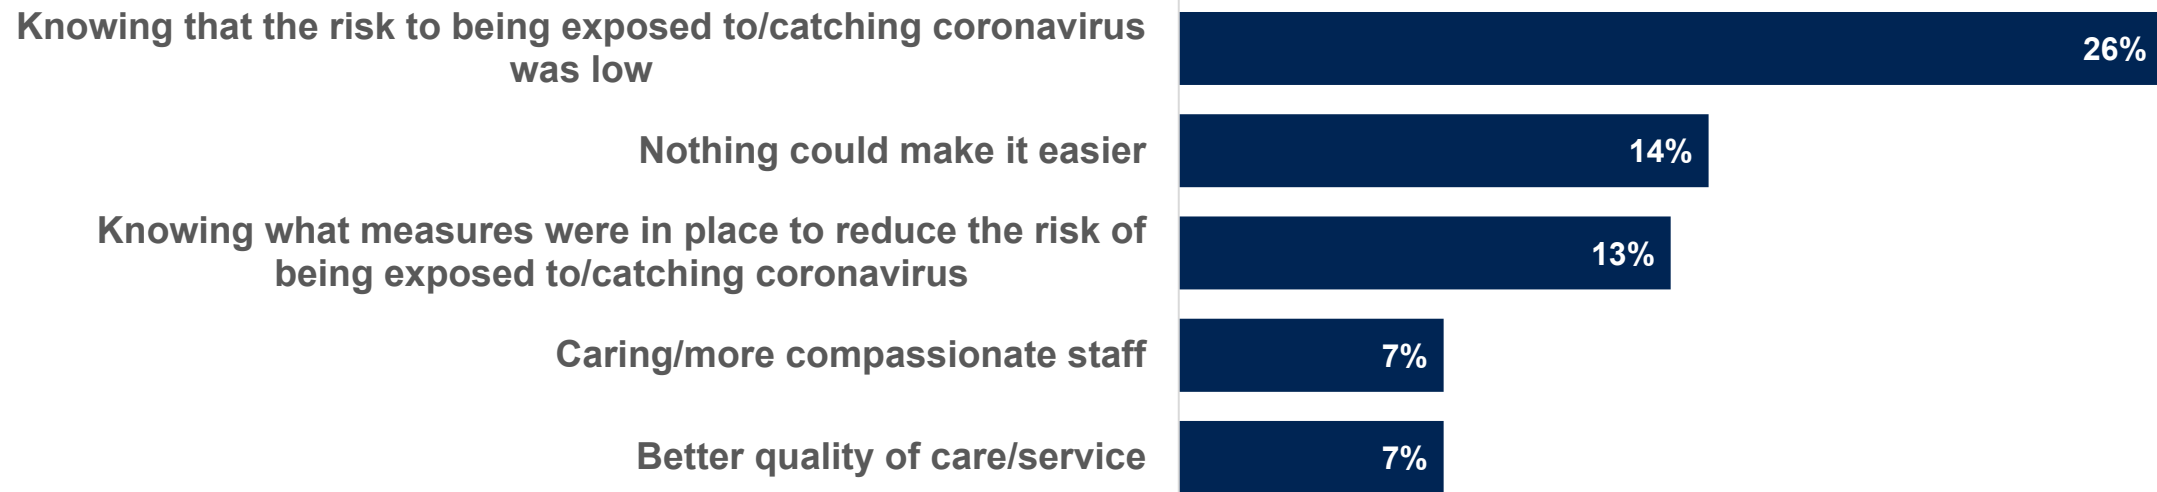 Knowing that the risk to being exposed to/catching coronavirus
was low
26%
Nothing could make it easier
14%
Knowing what measures were in place to reduce the risk of
being exposed to/catching coronavirus
13%
Caring/more compassionate staff
7%
Better quality of care/service
7%